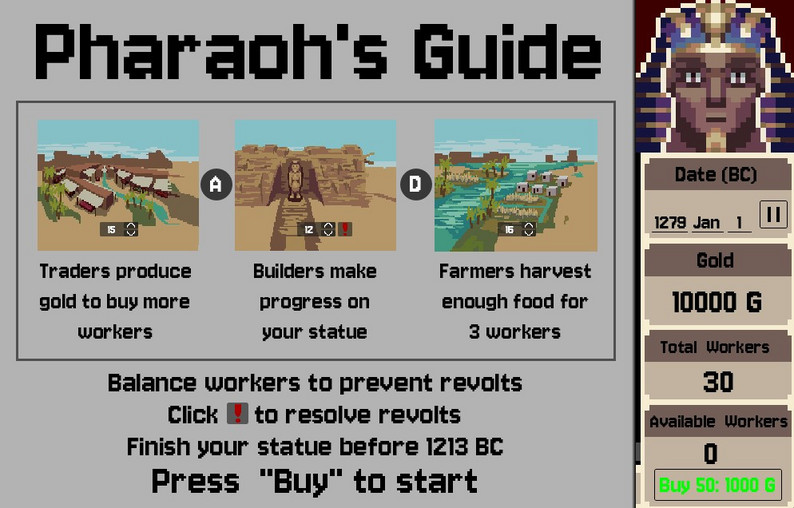 Pharaoh's Guide
15
A
12
!
D
16
Traders produce
gold to buy more
workers
Builders make
progress on
your statue
Farmers harvest
enough food for
3 workers
Balance workers to prevent revolts
Click ! to resolve revolts
Finish your statue before 1213 BC
Press "Buy" to start
Date (BC)
1279 Jan 1
Gold
10000 G
Total Workers
30
Available Workers
0
Buy 50: 1000 G